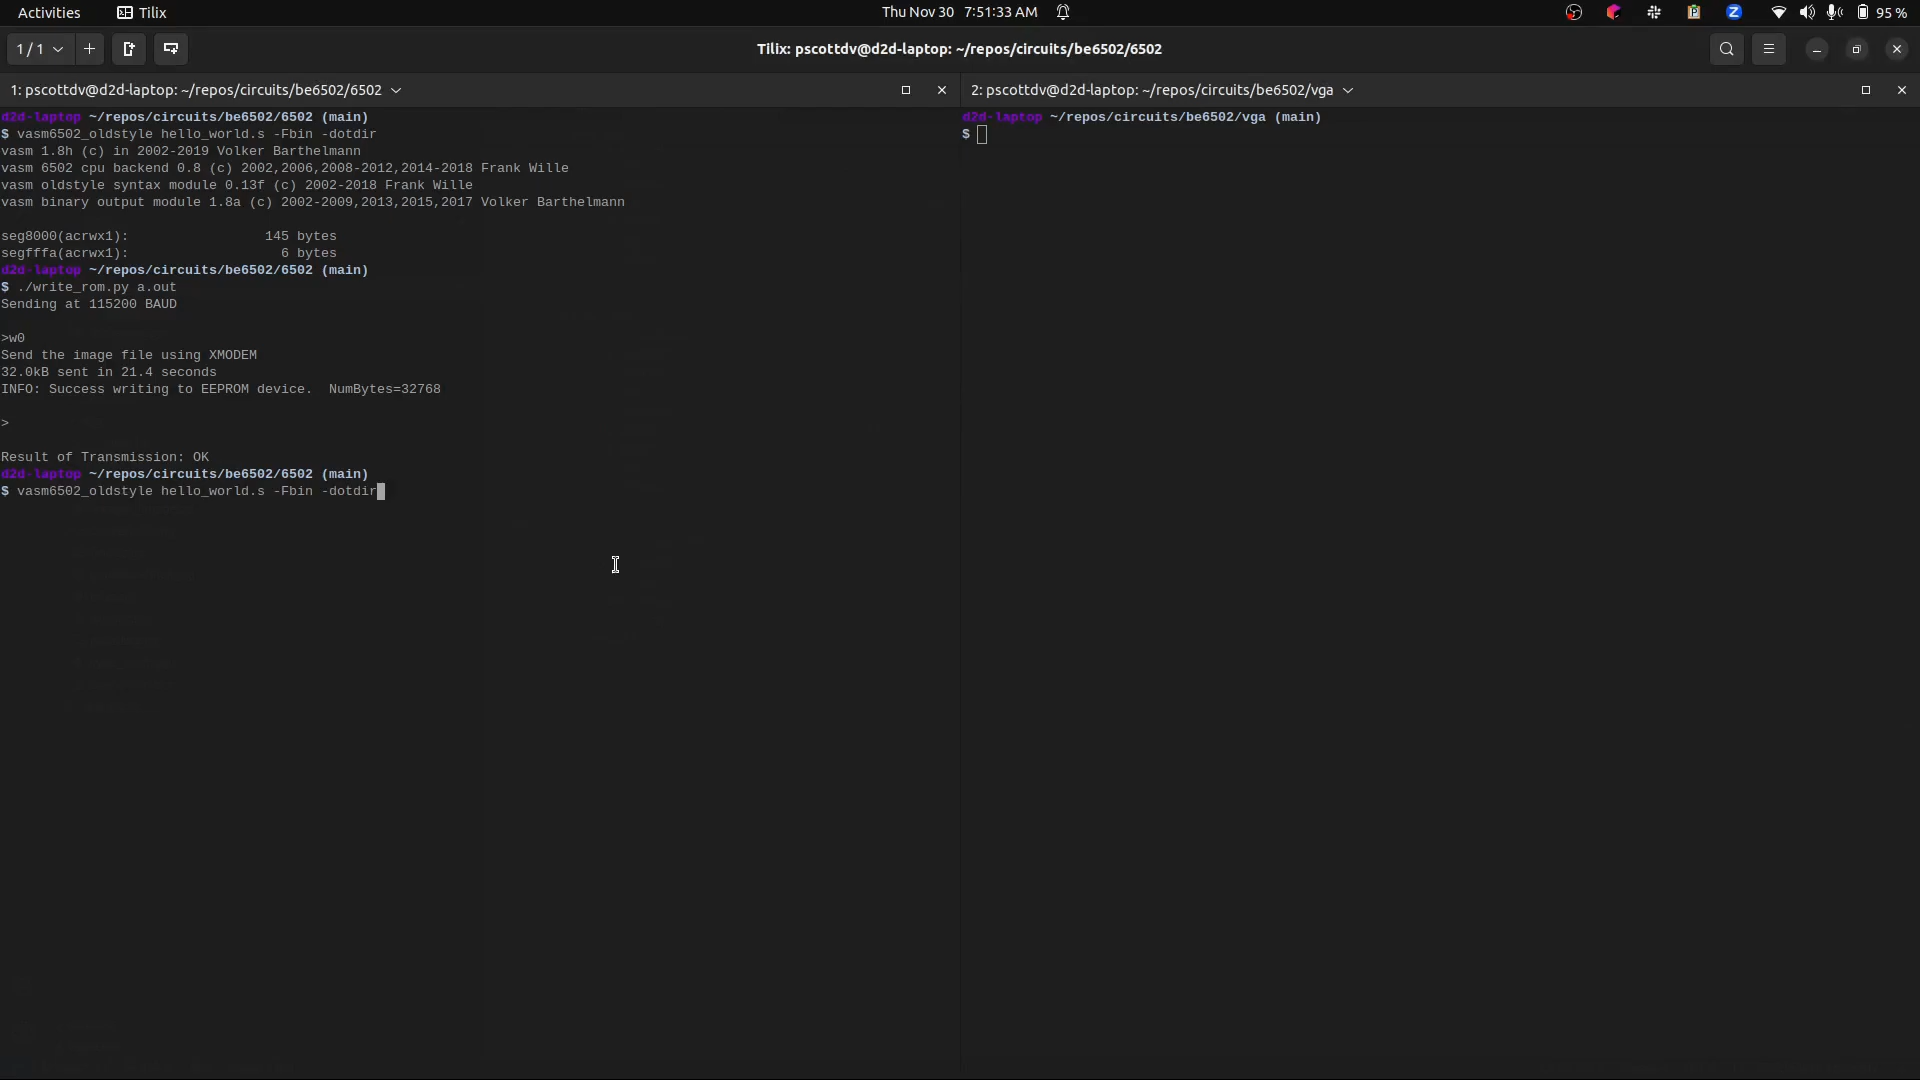 Activities Tilix Thu Nov 30 7:51:33 AM P Z 95 %
1 / 1 Tilix: pscottdv@d2d-laptop: ~/repos/circuits/be6502/6502
1: pscottdv@d2d-laptop: ~/repos/circuits/be6502/6502
d2d-laptop ~/repos/circuits/be6502/6502 (main)
$ vasm6502_oldstyle hello_world.s -Fbin -dotdir
vasm 1.8h (c) in 2002-2019 Volker Barthelmann
vasm 6502 cpu backend 0.8 (c) 2002,2006,2008-2012,2014-2018 Frank Wille
vasm oldstyle syntax module 0.13f (c) 2002-2018 Frank Wille
vasm binary output module 1.8a (c) 2002-2009,2013,2015,2017 Volker Barthelmann
seg8000(acrwx1): 145 bytes
segfffa(acrwx1): 6 bytes
d2d-laptop ~/repos/circuits/be6502/6502 (main)
$ ./write_rom.py a.out
Sending at 115200 BAUD
>w0
Send the image file using XMODEM
32.0kB sent in 21.4 seconds
INFO: Success writing to EEPROM device.  NumBytes=32768
>
Result of Transmission: OK
d2d-laptop ~/repos/circuits/be6502/6502 (main)
$ vasm6502_oldstyle hello_world.s -Fbin -dotdir
2: pscottdv@d2d-laptop: ~/repos/circuits/be6502/vga
d2d-laptop ~/repos/circuits/be6502/vga (main)
$